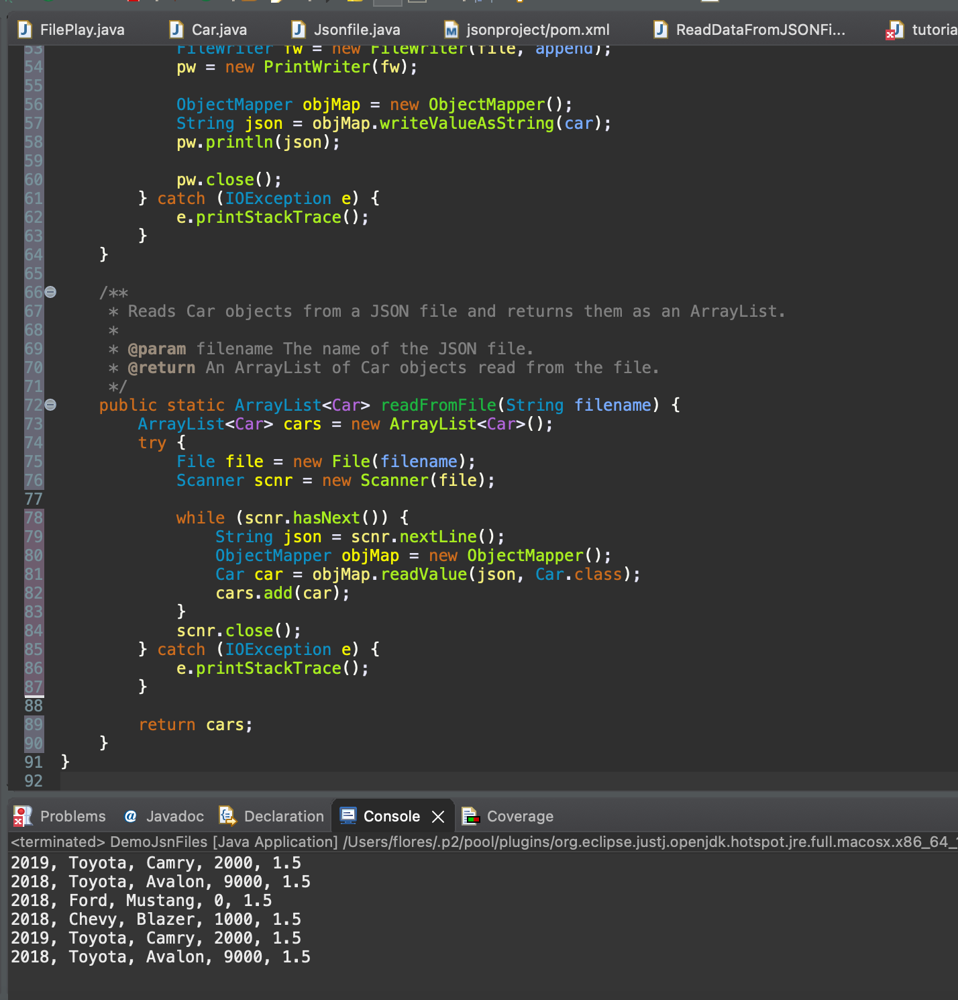 FilePlay.java Car.java Jsonfile.java jsonproject/pom.xml ReadDataFromJSONFi... tutoria
53 FileWriter fw = new FileWriter(file, append);
54 pw = new PrintWriter(fw);
55
56 ObjectMapper objMap = new ObjectMapper();
57 String json = objMap.writeValueAsString(car);
58 pw.println(json);
59
60 pw.close();
61 } catch (IOException e) {
62 e.printStackTrace();
63 }
64 }
65
66 /**
67 * Reads Car objects from a JSON file and returns them as an ArrayList.
68 *
69 * @param filename The name of the JSON file.
70 * @return An ArrayList of Car objects read from the file.
71 */
72 public static ArrayList<Car> readFromFile(String filename) {
73 ArrayList<Car> cars = new ArrayList<Car>();
74 try {
75 File file = new File(filename);
76 Scanner scnr = new Scanner(file);
77
78 while (scnr.hasNext()) {
79 String json = scnr.nextLine();
80 ObjectMapper objMap = new ObjectMapper();
81 Car car = objMap.readValue(json, Car.class);
82 cars.add(car);
83 }
84 scnr.close();
85 } catch (IOException e) {
86 e.printStackTrace();
87 }
88
89 return cars;
90 }
91 }
92
Problems @ Javadoc Declaration Console Coverage
<terminated> DemoJsnFiles [Java Application] /Users/flores/.p2/pool/plugins/org.eclipse.justj.openjdk.hotspot.jre.full.macosx.x86_64_
2019, Toyota, Camry, 2000, 1.5
2018, Toyota, Avalon, 9000, 1.5
2018, Ford, Mustang, 0, 1.5
2018, Chevy, Blazer, 1000, 1.5
2019, Toyota, Camry, 2000, 1.5
2018, Toyota, Avalon, 9000, 1.5